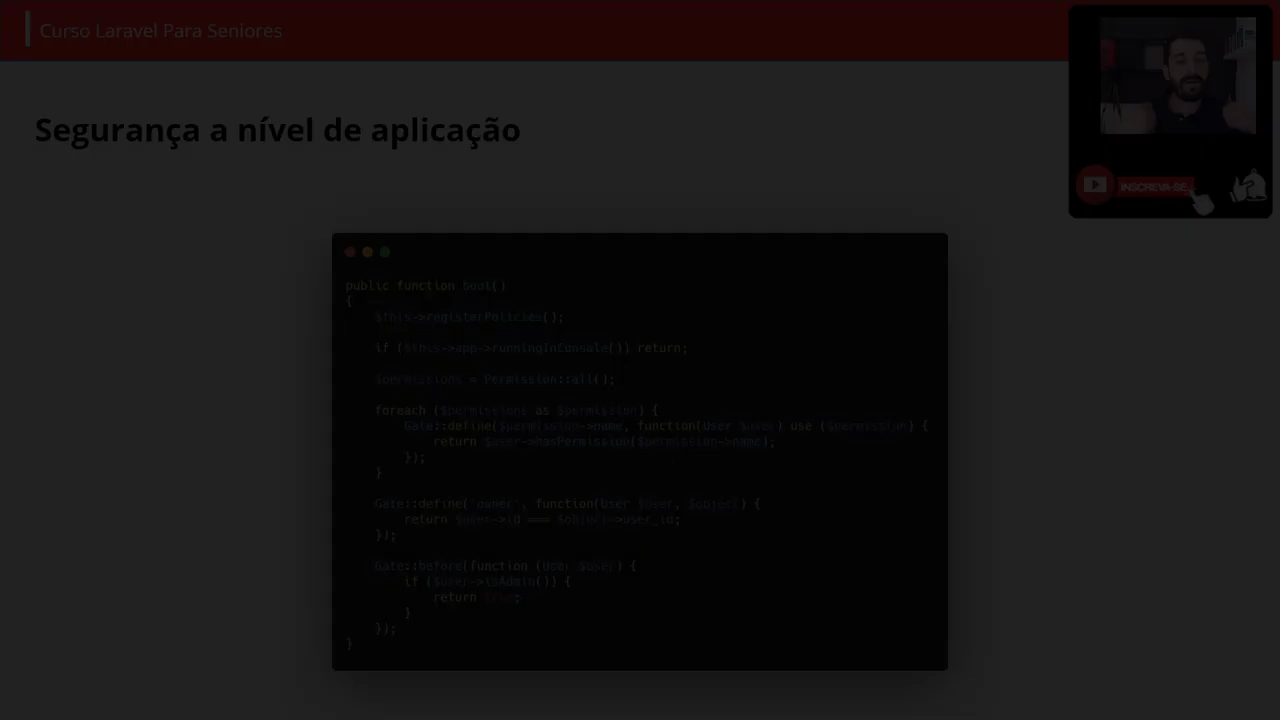 Curso Laravel Para Seniores
Segurança a nível de aplicação
INSCREVA-SE
public function boot()
{
$this->registerPolicies();
if ($this->app->runningInConsole()) return;
$permissions = Permission::all();
foreach ($permissions as $permission) {
Gate::define($permission->name, function(User $user) use ($permission) {
return $user->hasPermission($permission->name);
});
}
Gate::define('owner', function(User $user, $object) {
return $user->id === $object->user_id;
});
Gate::before(function (User $user) {
if ($user->isAdmin()) {
return true;
}
});
}